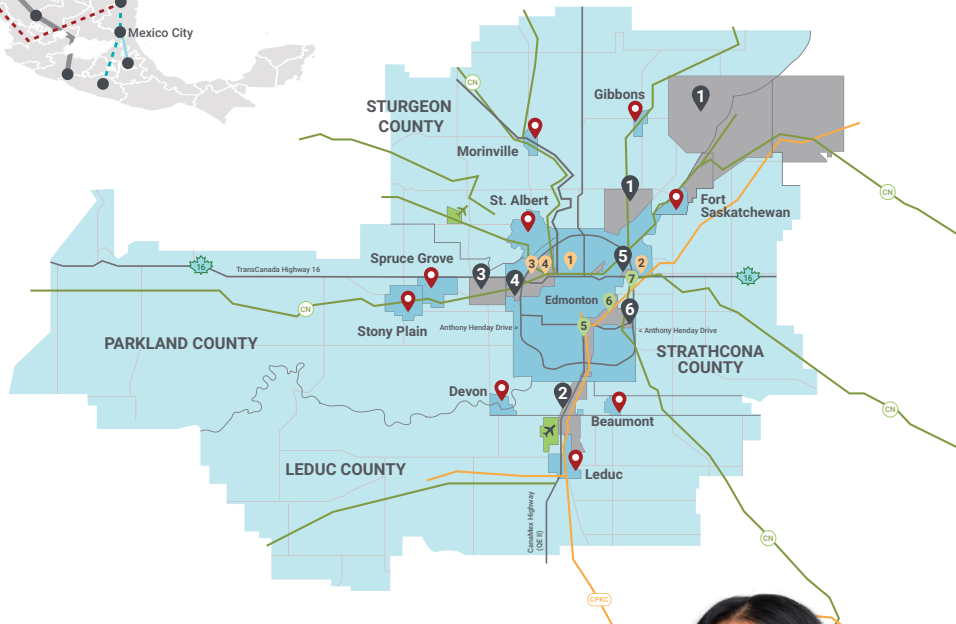 Mexico City
CN
STURGEON
COUNTY
Gibbons
1
Morinville
1
CN
St. Albert
Fort
Saskatchewan
16
TransCanada Highway 16
Spruce Grove
3
4
3
4
1
5
2
7
16
CN
Stony Plain
Edmonton
6
6
Anthony Henday Drive >
5
< Anthony Henday Drive
PARKLAND COUNTY
STRATHCONA
COUNTY
Devon
2
Beaumont
CN
LEDUC COUNTY
Leduc
CanaMex Highway
(QE II)
CN
CPKC